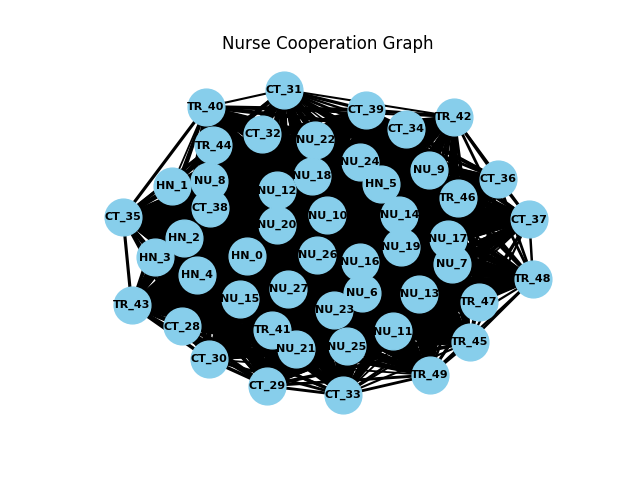 Nurse Cooperation Graph
CT_31
TR_40
CT_39
TR_42
CT_34
CT_32
NU_22
TR_44
NU_24
NU_9
NU_18
CT_36
NU_8
HN_5
HN_1
NU_12
TR_46
CT_38
NU_10
NU_14
CT_35
CT_37
NU_20
HN_2
NU_17
NU_19
HN_3
HN_0
NU_26
NU_16
NU_7
HN_4
TR_48
NU_27
NU_6
NU_13
NU_15
TR_47
TR_43
NU_23
CT_28
TR_41
NU_11
TR_45
NU_25
NU_21
CT_30
TR_49
CT_29
CT_33